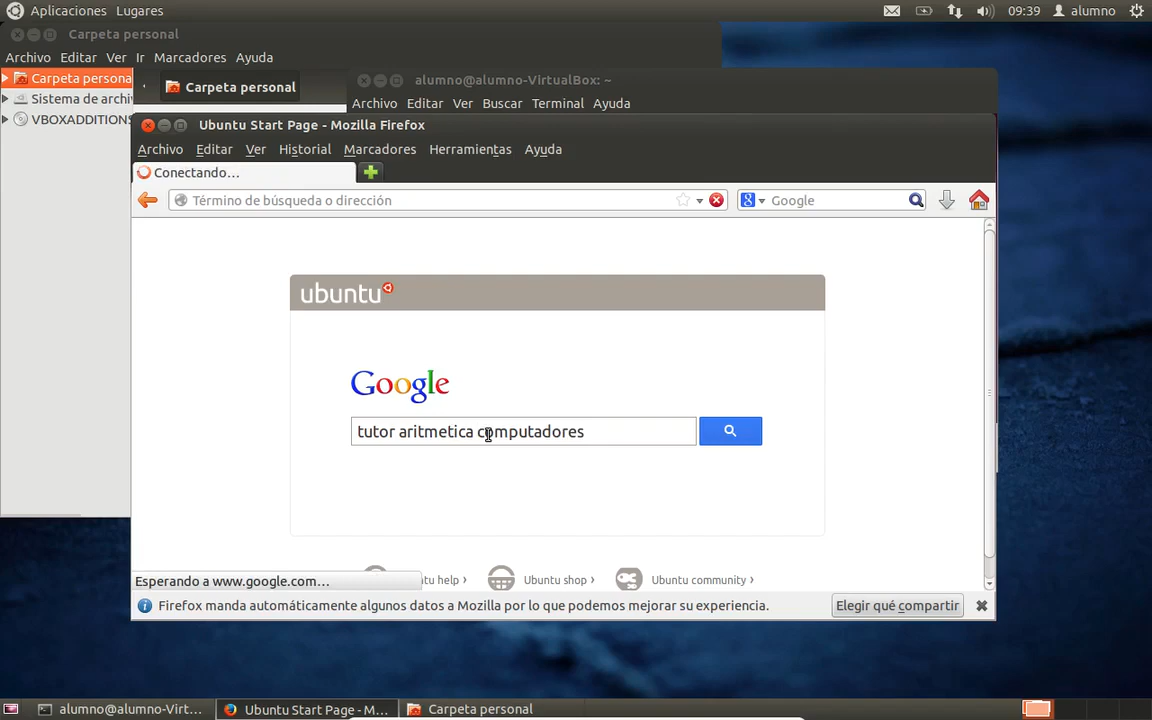 Aplicaciones Lugares
09:39 alumno
Carpeta personal
Archivo Editar Ver Ir Marcadores Ayuda
Carpeta persona
Sistema de archi
VBOXADDITIONS
Carpeta personal
alumno@alumno-VirtualBox: ~
Archivo Editar Ver Buscar Terminal Ayuda
Ubuntu Start Page - Mozilla Firefox
Archivo Editar Ver Historial Marcadores Herramientas Ayuda
Conectando...
Término de búsqueda o dirección
Google
ubuntu
Google
tutor aritmetica computadores
ntu help › Ubuntu shop › Ubuntu community ›
Esperando a www.google.com...
Firefox manda automáticamente algunos datos a Mozilla por lo que podemos mejorar su experiencia. Elegir qué compartir
alumno@alumno-Virt... Ubuntu Start Page - M... Carpeta personal